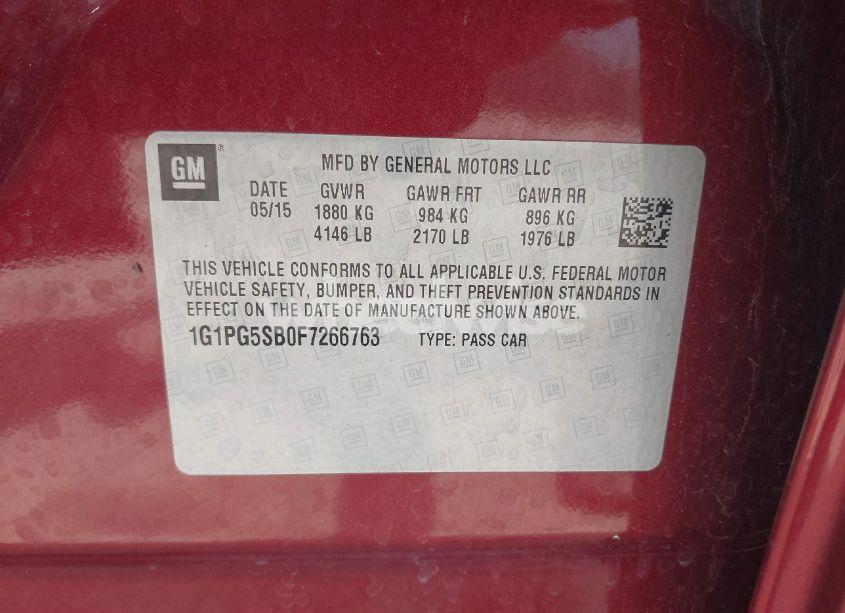 GM
MFD BY GENERAL MOTORS LLC
DATE GVWR GAWR FRT GAWR RR
05/15 1880 KG 984 KG 896 KG
4146 LB 2170 LB 1976 LB
THIS VEHICLE CONFORMS TO ALL APPLICABLE U.S. FEDERAL MOTOR
VEHICLE SAFETY, BUMPER, AND THEFT PREVENTION STANDARDS IN
EFFECT ON THE DATE OF MANUFACTURE SHOWN ABOVE.
1G1PG5SB0F7266763 TYPE: PASS CAR